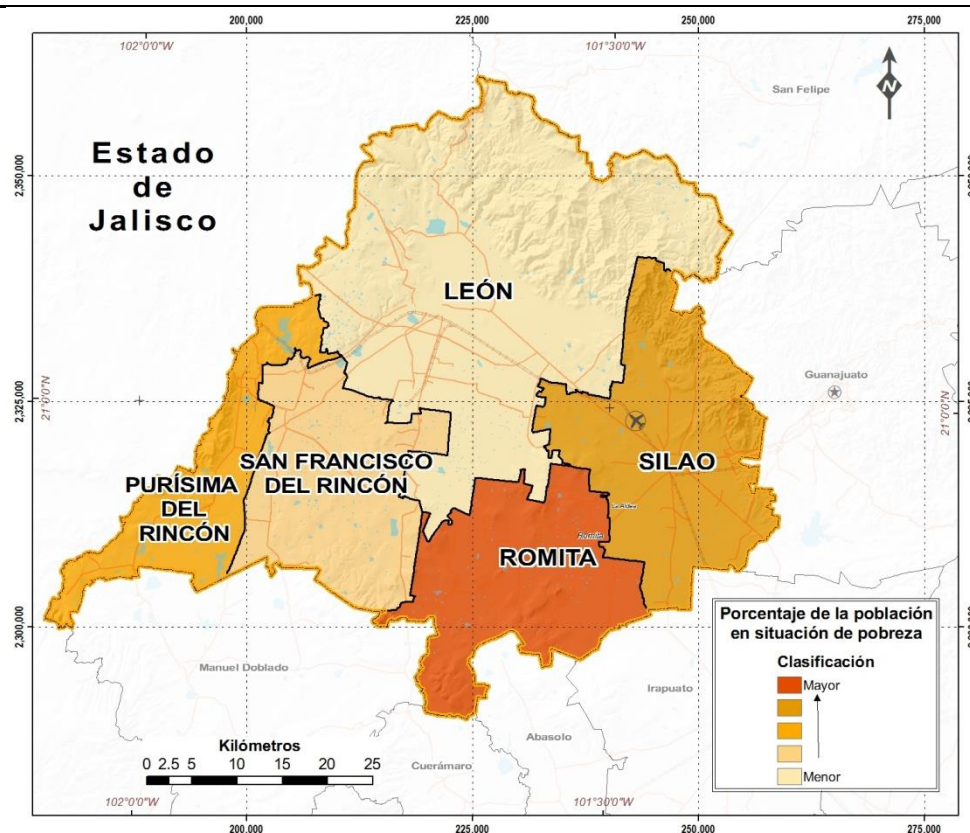 200,000
225,000
250,000
275,000
102°0'0"W
101°30'0"W
San Felipe
N
Estado
de
Jalisco
2,350,000
LEÓN
Guanajuato
2,325,000
21°0'0"N
21°0'0"N
SAN FRANCISCO
DEL RINCÓN
PURÍSIMA
DEL
RINCÓN
SILAO
Romita
ROMITA
2,300,000
Porcentaje de la población
en situación de pobreza
Clasificación
Mayor
Menor
Manuel Doblado
Irapuato
Abasolo
Cuerámaro
Kilómetros
0 2.5 5 10 15 20 25
102°0'0"W
101°30'0"W
200,000
225,000
250,000
275,000